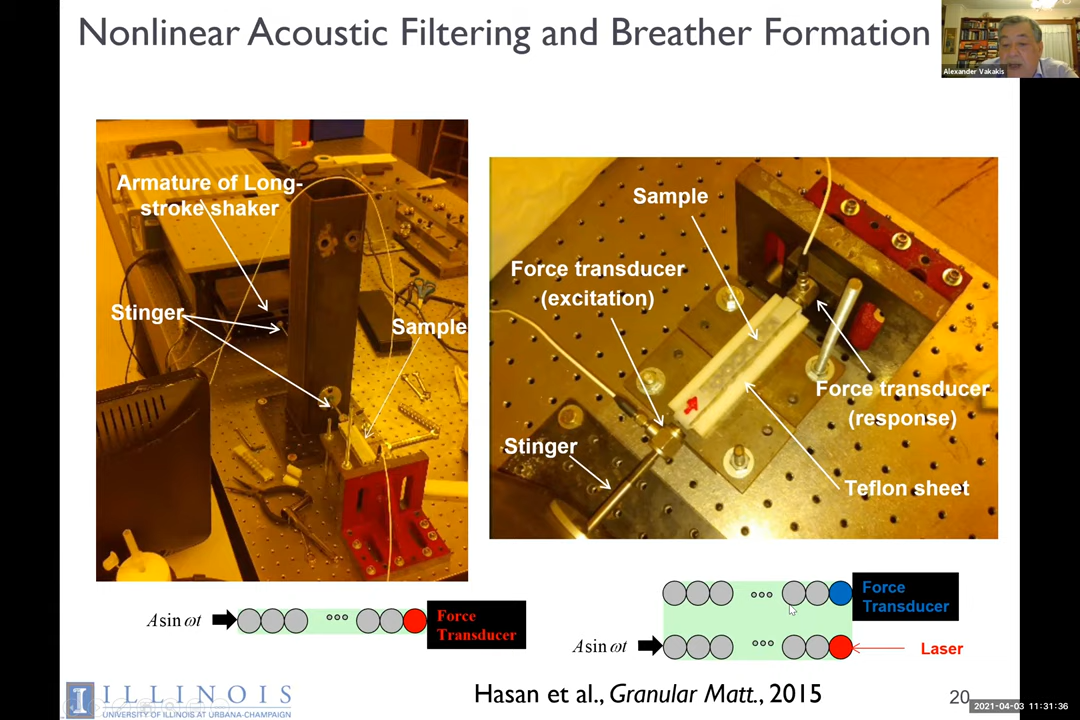 Nonlinear Acoustic Filtering and Breather Formation
Alexander Vakakis
Armature of Long-
stroke shaker
Stinger
Sample
Sample
Force transducer
(excitation)
Force transducer
(response)
Stinger
Teflon sheet
A sin ωt
Force
Transducer
Force
Transducer
A sin ωt
Laser
ILLINOIS
UNIVERSITY OF ILLINOIS AT URBANA-CHAMPAIGN
Hasan et al., Granular Matt., 2015
20
2021-04-03 11:31:36